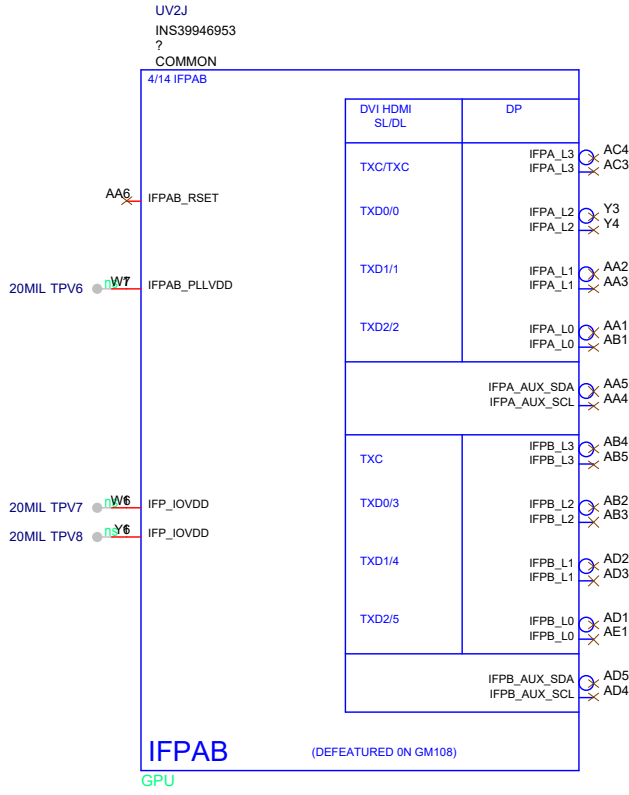 UV2J
INS39946953
?
COMMON
4/14 IFPAB
DVI HDMI DP
SL/DL
IFPA_L3 AC4
TXC/TXC IFPA_L3 AC3
AA6 IFPAB_RSET
TXD0/0 IFPA_L2 Y3
IFPA_L2 Y4
TXD1/1 IFPA_L1 AA2
20MIL TPV6 W7 IFPAB_PLLVDD IFPA_L1 AA3
TXD2/2 IFPA_L0 AA1
IFPA_L0 AB1
IFPA_AUX_SDA AA5
IFPA_AUX_SCL AA4
IFPB_L3 AB4
TXC IFPB_L3 AB5
20MIL TPV7 W6 IFP_IOVDD TXD0/3 IFPB_L2 AB2
IFPB_L2 AB3
20MIL TPV8 Y6 IFP_IOVDD
TXD1/4 IFPB_L1 AD2
IFPB_L1 AD3
TXD2/5 IFPB_L0 AD1
IFPB_L0 AE1
IFPB_AUX_SDA AD5
IFPB_AUX_SCL AD4
IFPAB (DEFEATURED 0N GM108)
GPU